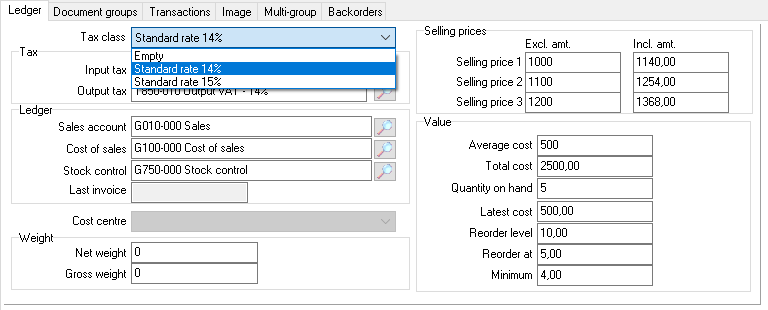 Ledger Document groups Transactions Image Multi-group Backorders
Tax class Standard rate 14%
Empty
Standard rate 14%
Standard rate 15%
Tax
Input tax
Output tax T850-010 Output VAT - 14%
Ledger
Sales account G010-000 Sales
Cost of sales G100-000 Cost of sales
Stock control G750-000 Stock control
Last invoice
Cost centre
Weight
Net weight 0
Gross weight 0
Selling prices
Excl. amt. Incl. amt.
Selling price 1 1000 1140,00
Selling price 2 1100 1254,00
Selling price 3 1200 1368,00
Value
Average cost 500
Total cost 2500,00
Quantity on hand 5
Latest cost 500,00
Reorder level 10,00
Reorder at 5,00
Minimum 4,00